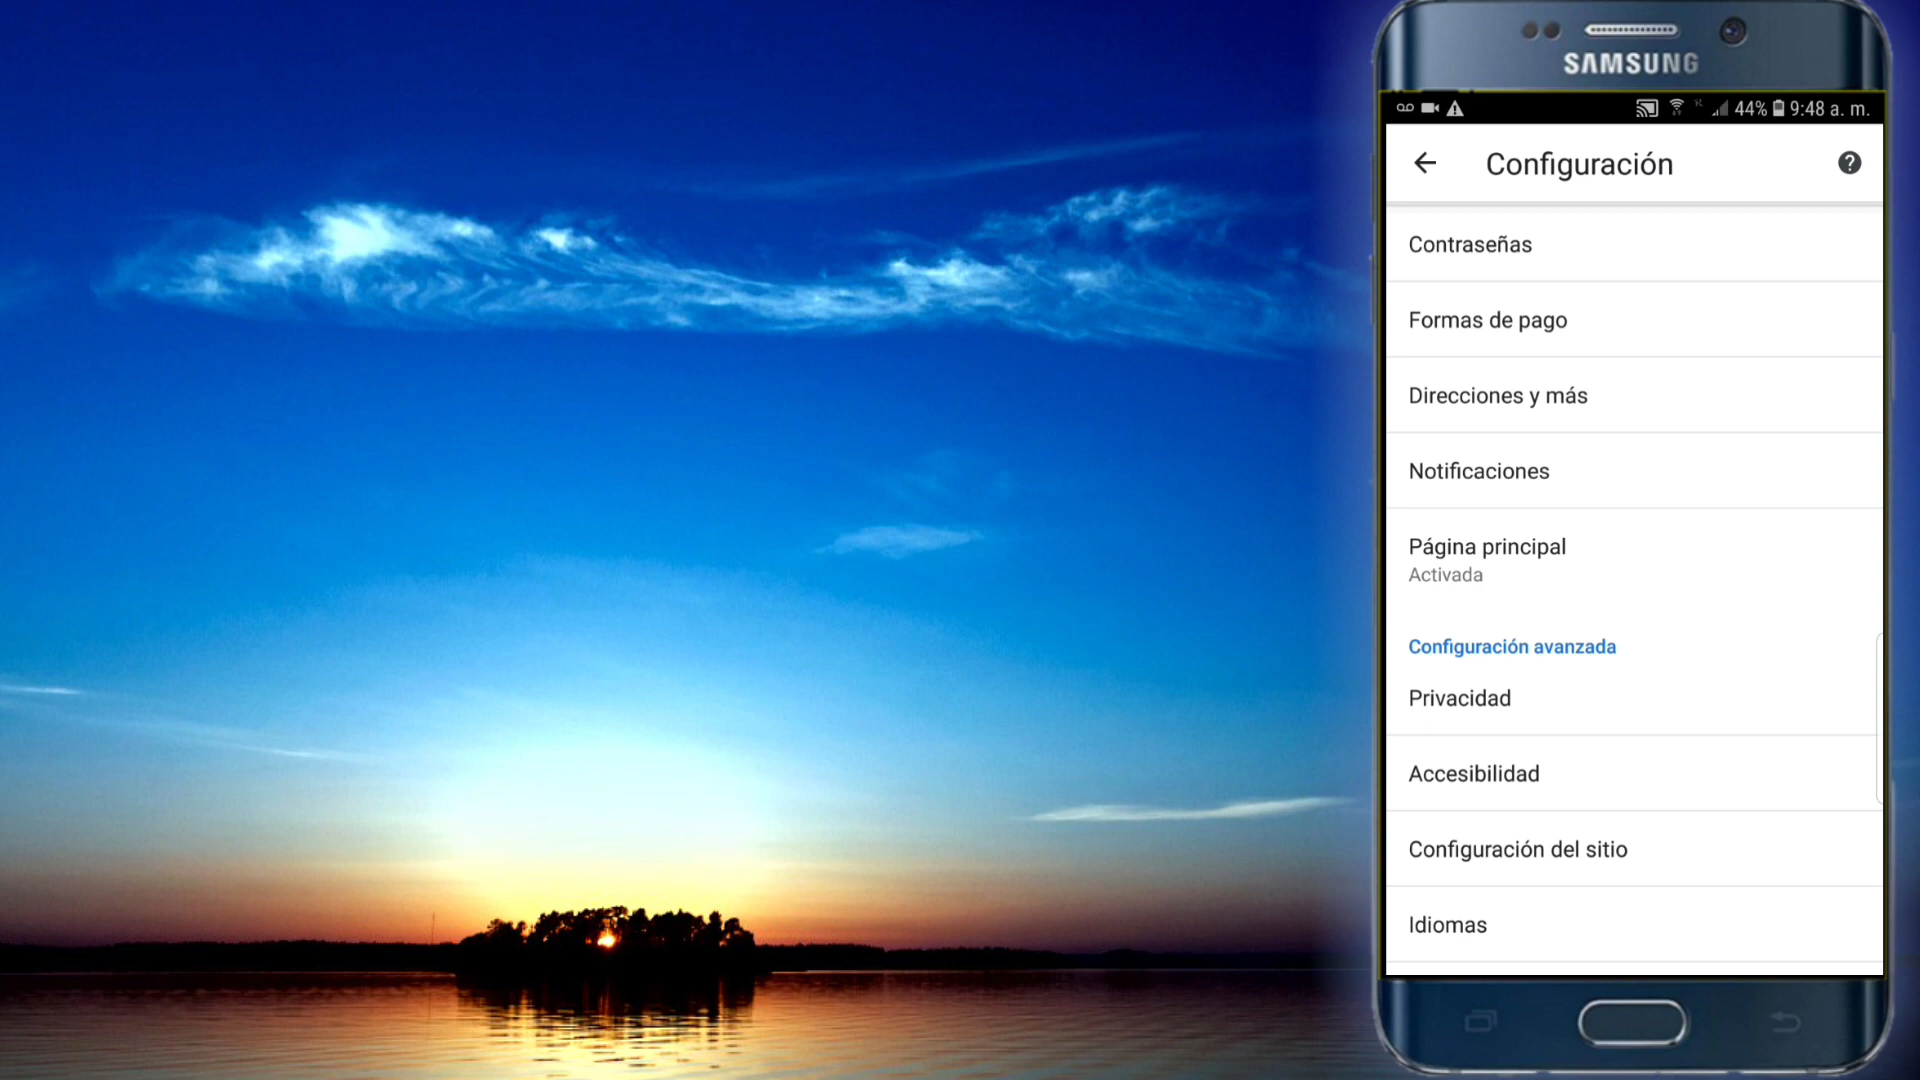 SAMSUNG
44% 9:48 a. m.
Configuración
Contraseñas
Formas de pago
Direcciones y más
Notificaciones
Página principal
Activada
Configuración avanzada
Privacidad
Accesibilidad
Configuración del sitio
Idiomas